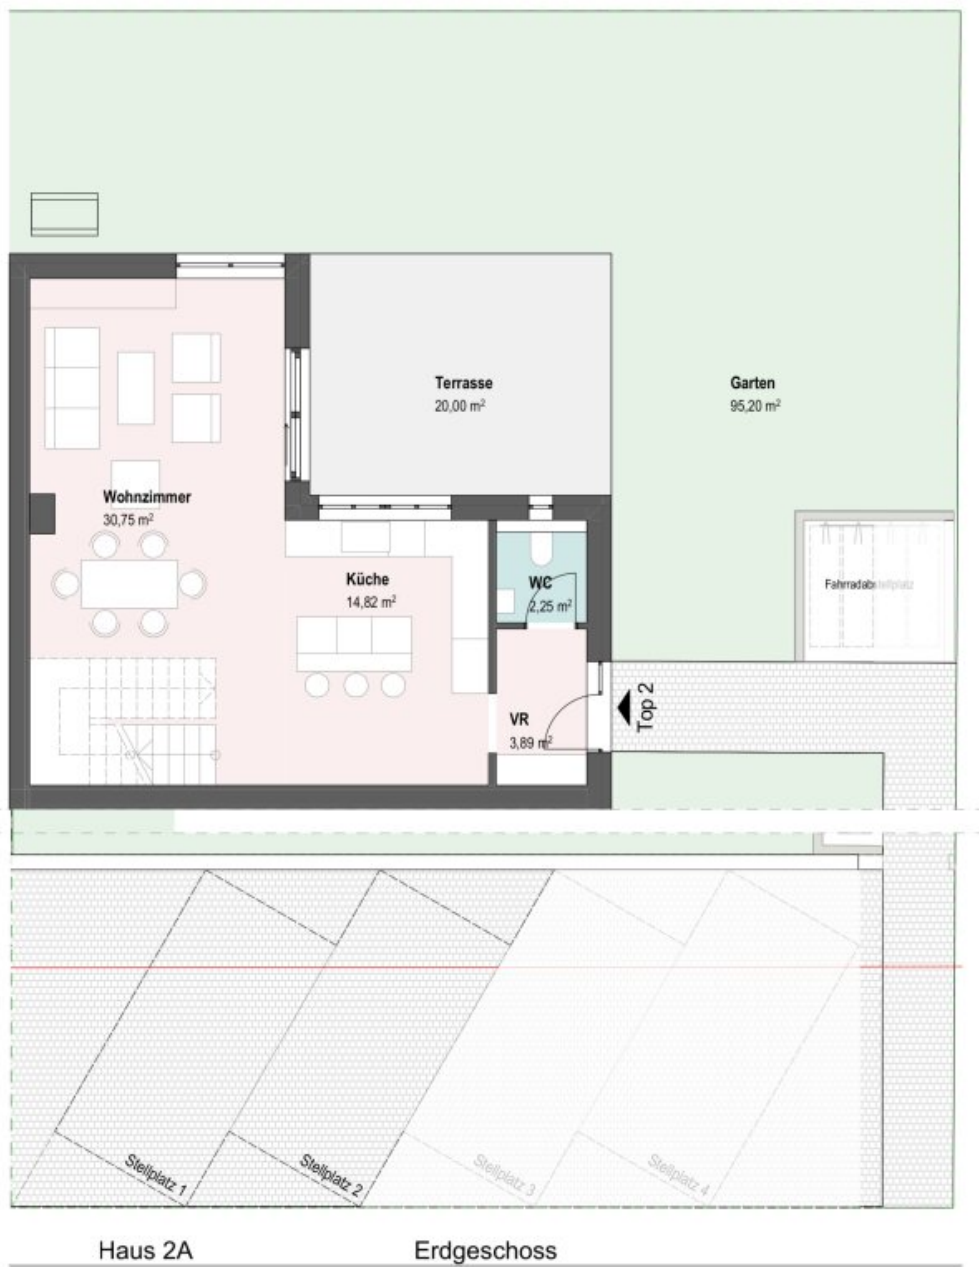 Terrasse
20,00 m²
Garten
95,20 m²
Wohnzimmer
30,75 m²
Küche
14,82 m²
WC
2,25 m²
Fahrradabstellplatz
VR
3,89 m²
Top 2
Stellplatz 1
Stellplatz 2
Stellplatz 3
Stellplatz 4
Haus 2A
Erdgeschoss